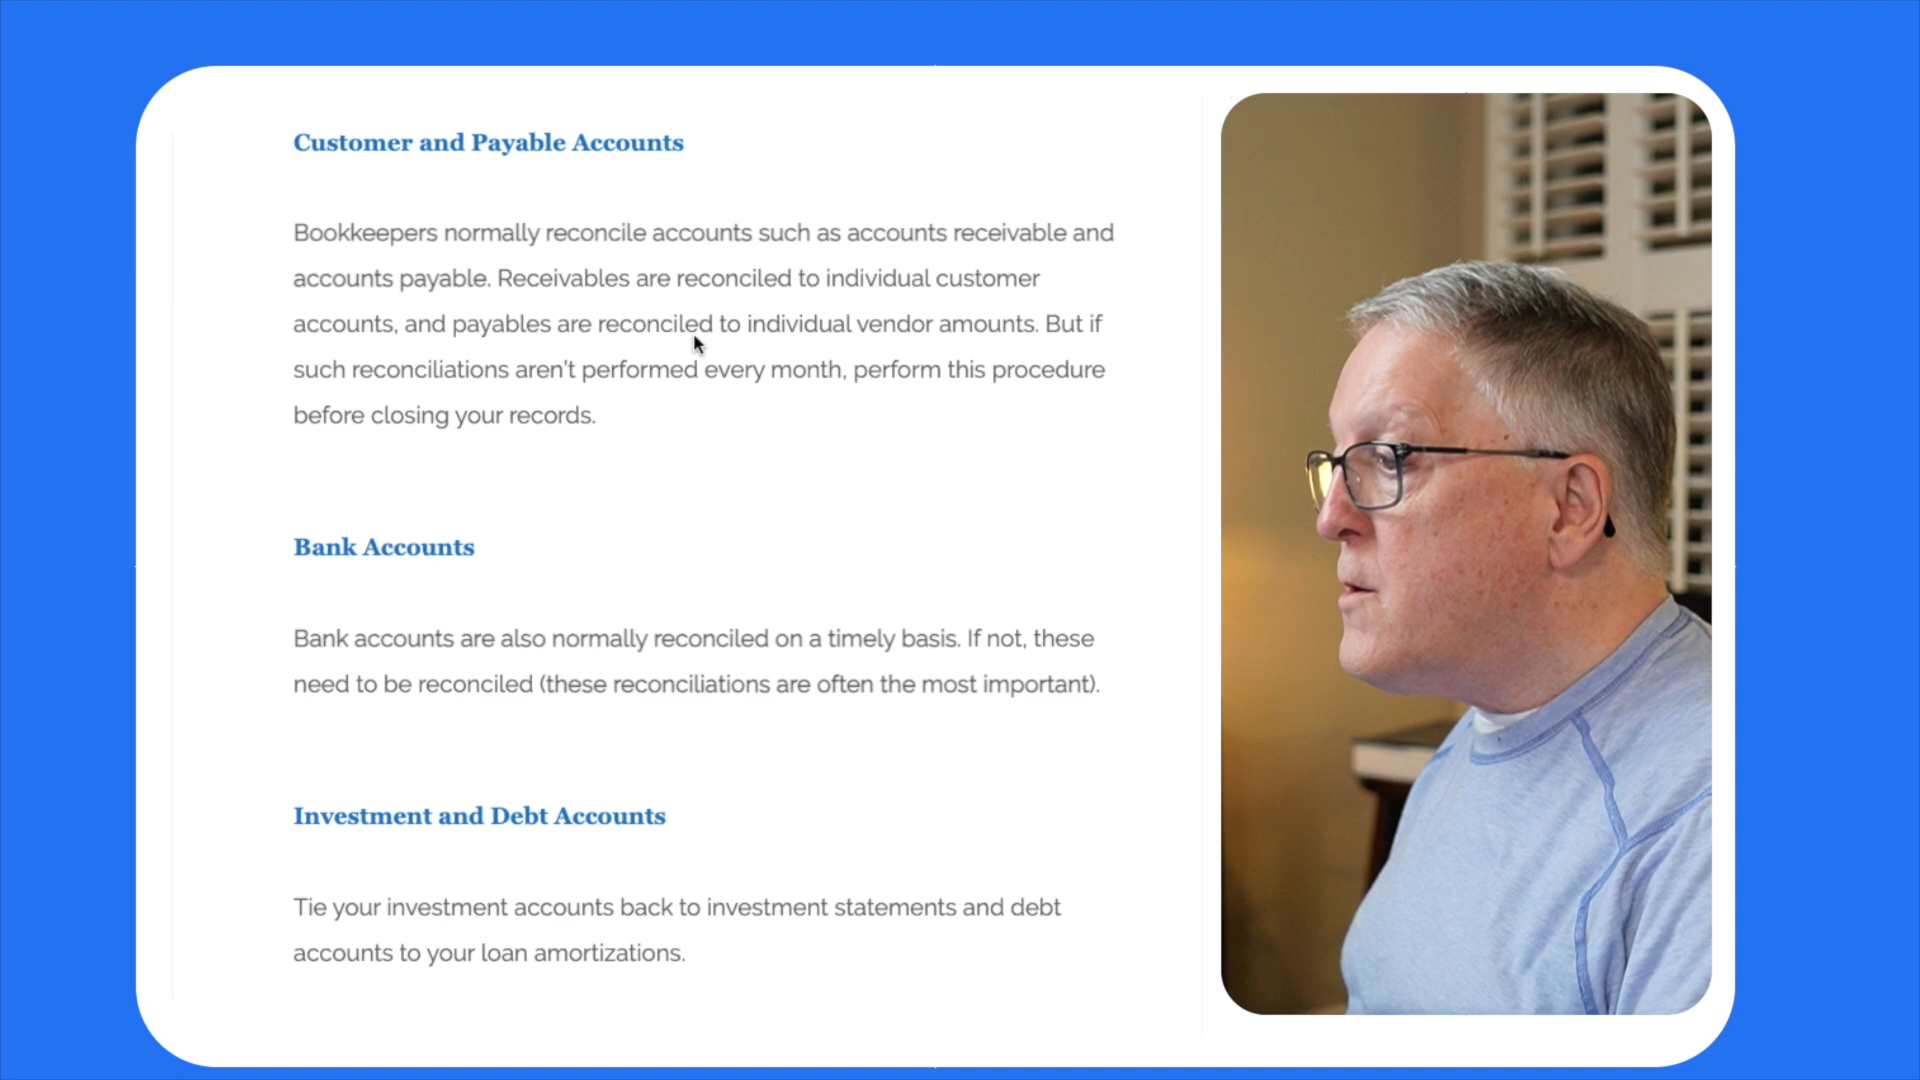 Customer and Payable Accounts
Bookkeepers normally reconcile accounts such as accounts receivable and
accounts payable. Receivables are reconciled to individual customer
accounts, and payables are reconciled to individual vendor amounts. But if
such reconciliations aren't performed every month, perform this procedure
before closing your records.
Bank Accounts
Bank accounts are also normally reconciled on a timely basis. If not, these
need to be reconciled (these reconciliations are often the most important).
Investment and Debt Accounts
Tie your investment accounts back to investment statements and debt
accounts to your loan amortizations.